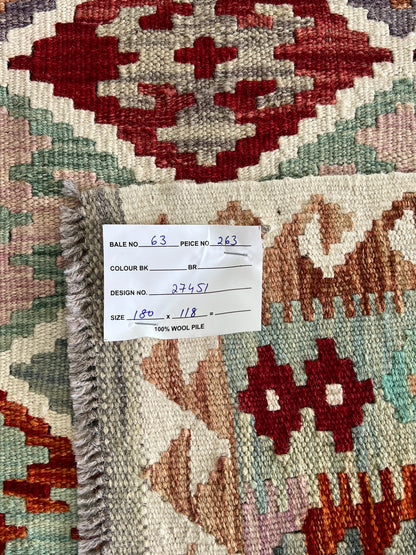 BALE NO 63 PEICE NO 263
COLOUR BK BR
DESIGN NO. 27451
SIZE 180 x 118 =
100% WOOL PILE